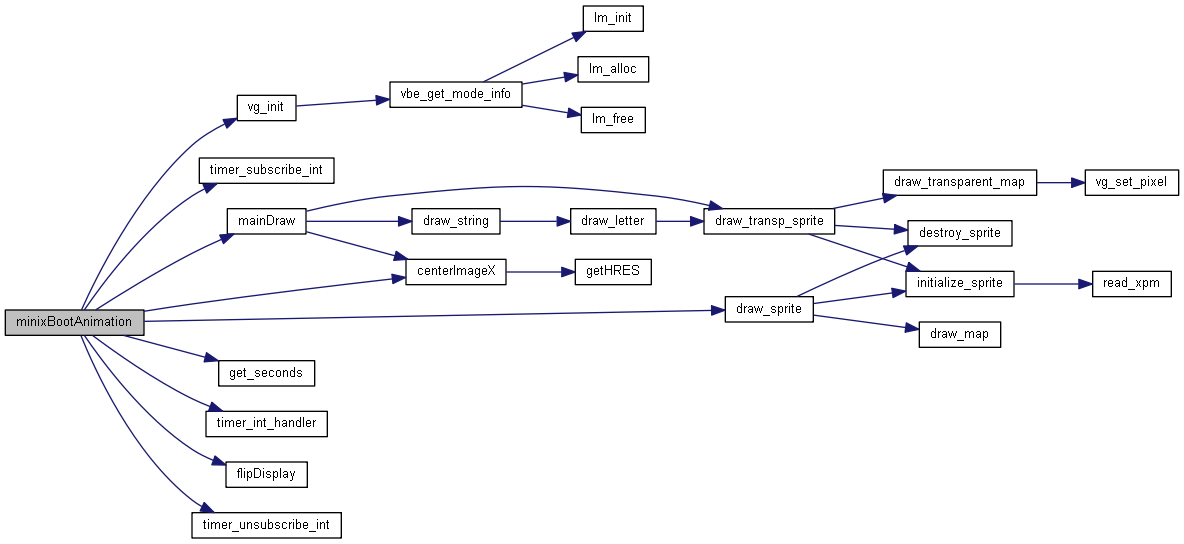 lm_init
lm_alloc
vbe_get_mode_info
vg_init
lm_free
timer_subscribe_int
draw_transparent_map
vg_set_pixel
mainDraw
draw_string
draw_letter
draw_transp_sprite
destroy_sprite
centerImageX
getHRES
initialize_sprite
read_xpm
minixBootAnimation
draw_sprite
draw_map
get_seconds
timer_int_handler
flipDisplay
timer_unsubscribe_int